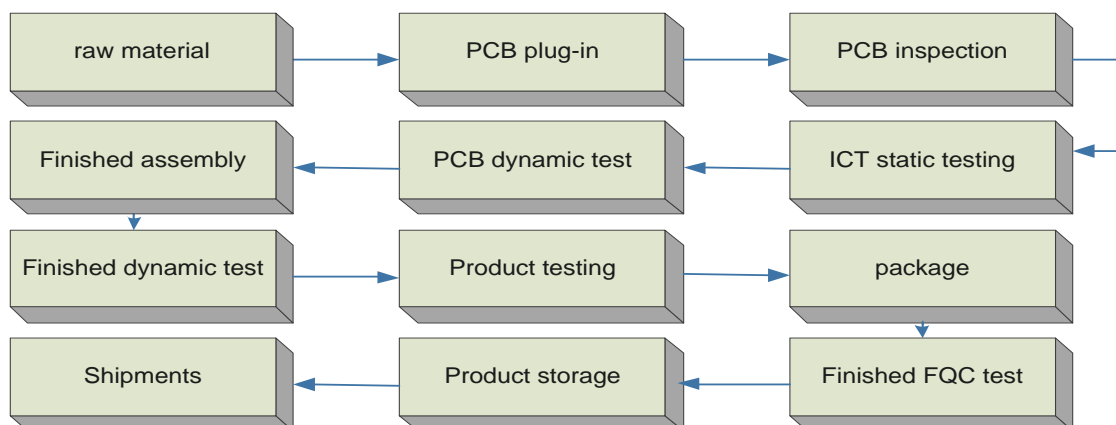 raw material
PCB plug-in
PCB inspection
Finished assembly
PCB dynamic test
ICT static testing
Finished dynamic test
Product testing
package
Shipments
Product storage
Finished FQC test